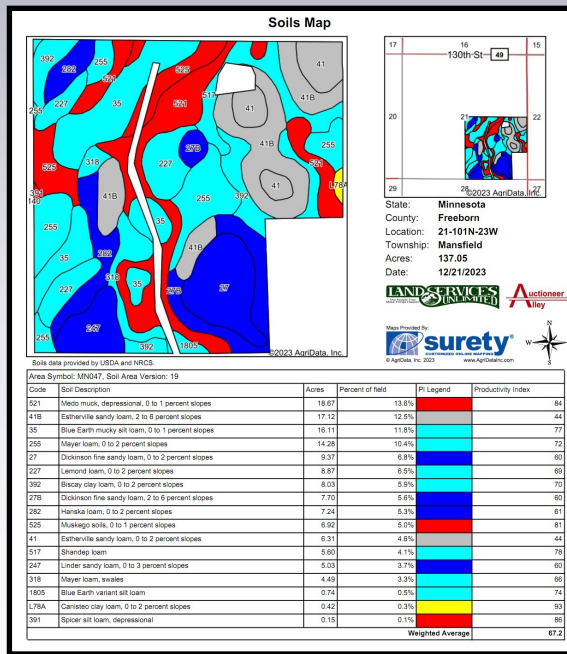 Soils Map
392
282
255
521
525
227
255
35
521
517
41
41
41B
27B
255
521
525
318
227
L78A
391
140
41B
255
392
41
255
35
35
41B
282
318
35
227
27B
27
247
255
392
1805
©2023 AgriData, Inc.
Soils data provided by USDA and NRCS.
17 16 15
130th St 49
20 21 22
29 28 27
©2023 AgriData, Inc.
State: Minnesota
County: Freeborn
Location: 21-101N-23W
Township: Mansfield
Acres: 137.05
Date: 12/21/2023
LAND SERVICES UNLIMITED
Auctioneer Alley
Maps Provided By:
surety®
CUSTOMIZED ONLINE MAPPING
© AgriData, Inc. 2023 www.AgriDataInc.com
N
W E
S
Area Symbol: MN047, Soil Area Version: 19
Code Soil Description Acres Percent of field PI Legend Productivity Index
521 Medo muck, depressional, 0 to 1 percent slopes 18.67 13.6% 84
41B Estherville sandy loam, 2 to 6 percent slopes 17.12 12.5% 44
35 Blue Earth mucky silt loam, 0 to 1 percent slopes 16.11 11.8% 77
255 Mayer loam, 0 to 2 percent slopes 14.28 10.4% 72
27 Dickinson fine sandy loam, 0 to 2 percent slopes 9.37 6.8% 60
227 Lemond loam, 0 to 2 percent slopes 8.87 6.5% 69
392 Biscay clay loam, 0 to 2 percent slopes 8.03 5.9% 70
27B Dickinson fine sandy loam, 2 to 6 percent slopes 7.70 5.6% 60
282 Hanska loam, 0 to 2 percent slopes 7.24 5.3% 61
525 Muskego soils, 0 to 1 percent slopes 6.92 5.0% 81
41 Estherville sandy loam, 0 to 2 percent slopes 6.31 4.6% 44
517 Shandep loam 5.60 4.1% 78
247 Linder sandy loam, 0 to 3 percent slopes 5.03 3.7% 60
318 Mayer loam, swales 4.49 3.3% 66
1805 Blue Earth variant silt loam 0.74 0.5% 74
L78A Canisteo clay loam, 0 to 2 percent slopes 0.42 0.3% 93
391 Spicer silt loam, depressional 0.15 0.1% 86
Weighted Average 67.2